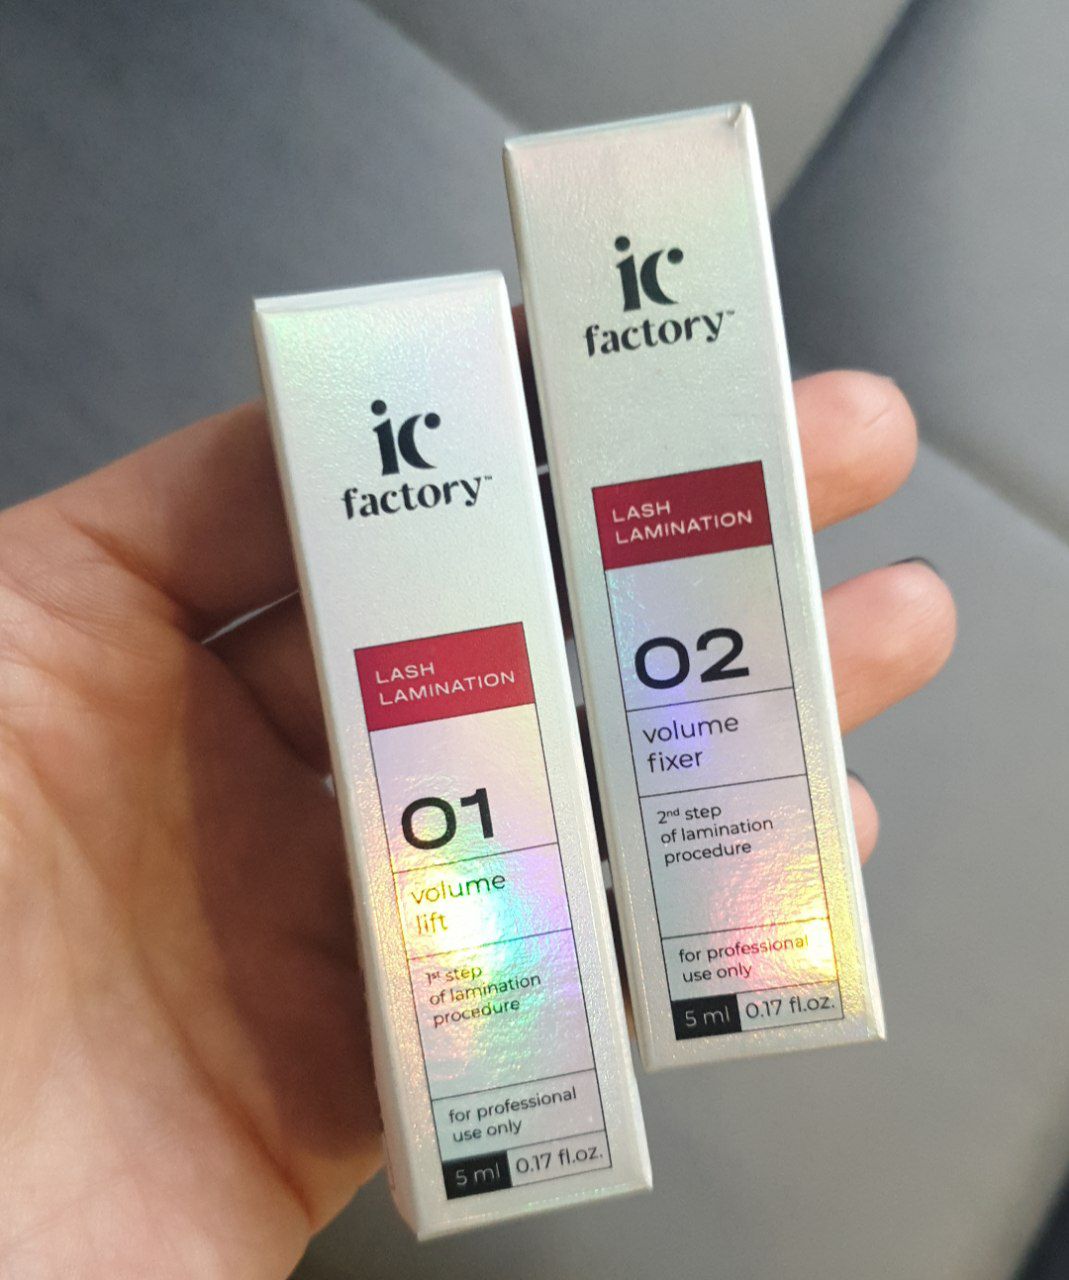 ic
factory™
LASH
LAMINATION
01
volume
lift
1st step
of lamination
procedure
for professional
use only
5 ml 0.17 fl.oz.
ic
factory™
LASH
LAMINATION
02
volume
fixer
2nd step
of lamination
procedure
for professional
use only
5 ml 0.17 fl.oz.